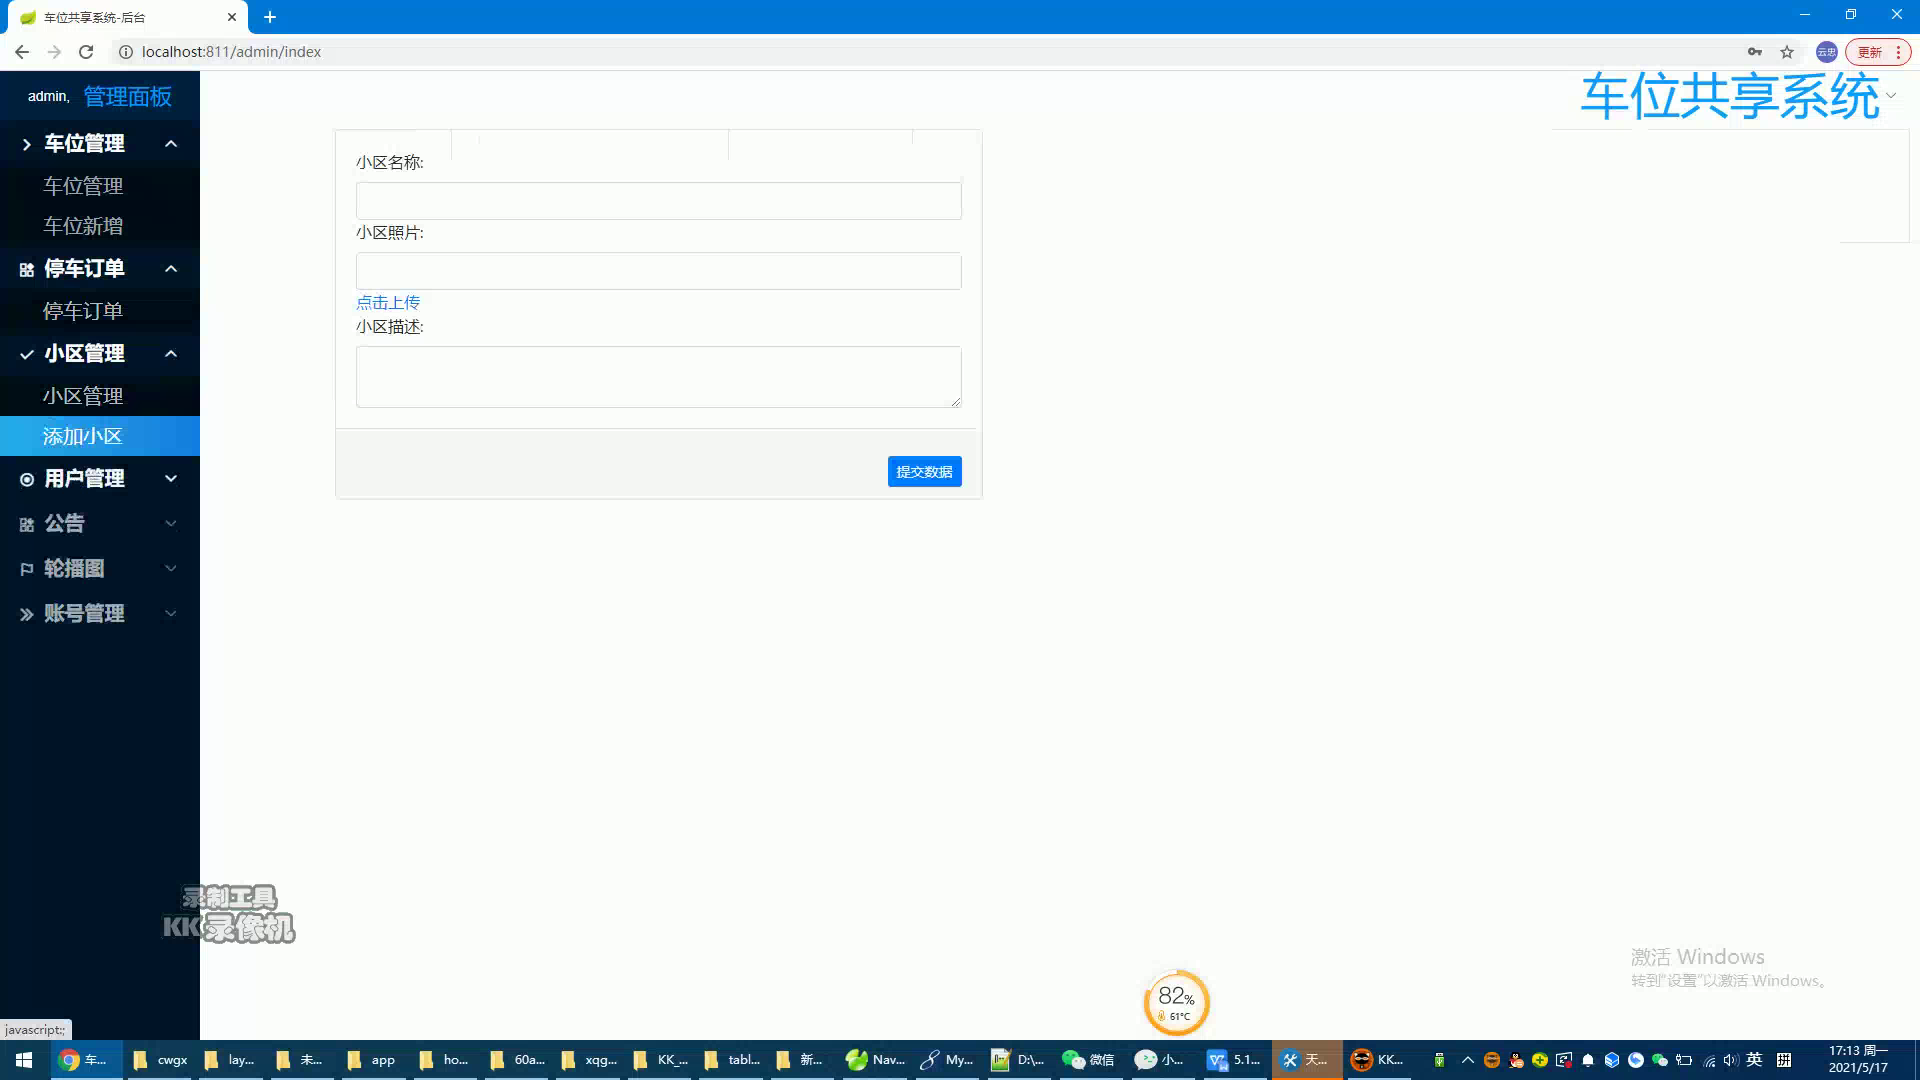 车位共享系统-后台
localhost:811/admin/index
云忠
更新
admin,
管理面板
车位共享系统
车位管理
车位管理
车位新增
停车订单
停车订单
小区管理
小区管理
添加小区
用户管理
公告
轮播图
账号管理
小区名称:
小区照片:
点击上传
小区描述:
提交数据
录制工具
KK录像机
激活 Windows
转到"设置"以激活 Windows。
82%
61°C
javascript:;
车...
cwgx
lay...
未...
app
ho...
60a...
xqg...
KK_...
tabl...
新...
Nav...
My...
D:\...
微信
小...
5.1...
天...
KK...
英
拼
17:13 周一
2021/5/17